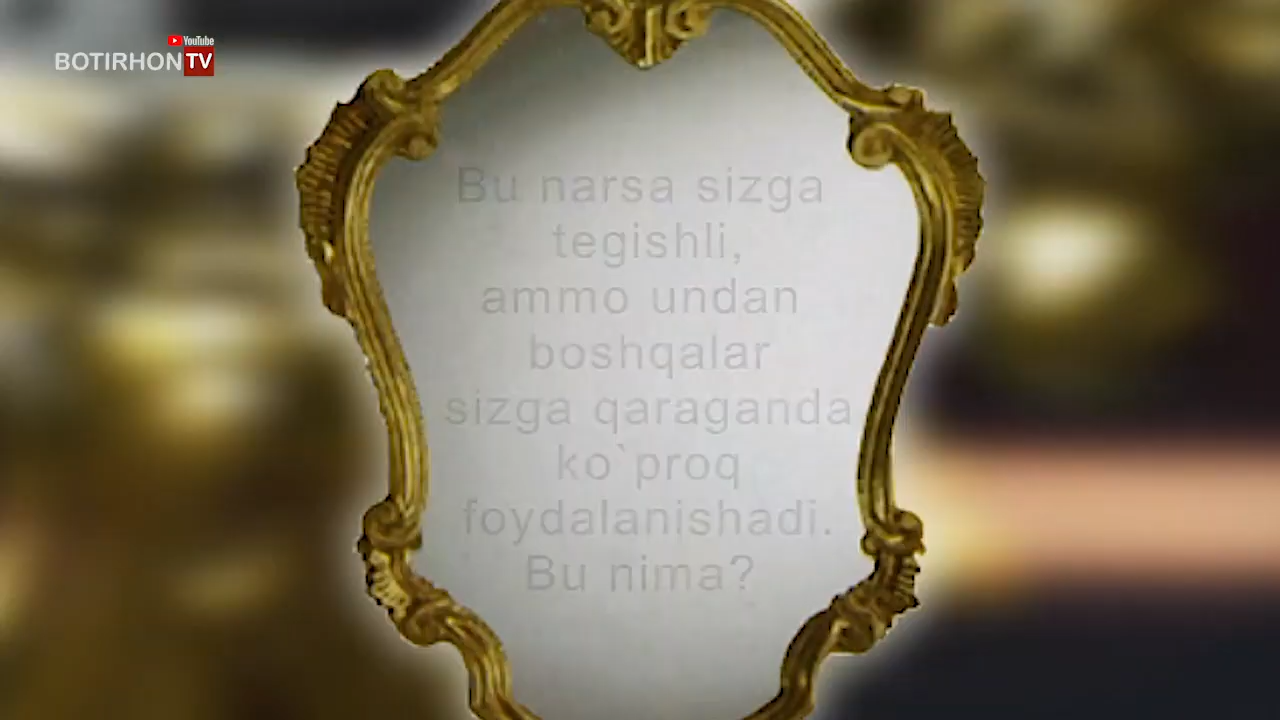 YouTube
BOTIRHON TV
Bu narsa sizga
tegishli,
ammo undan
boshqalar
sizga qaraganda
ko`proq
foydalanishadi.
Bu nima?